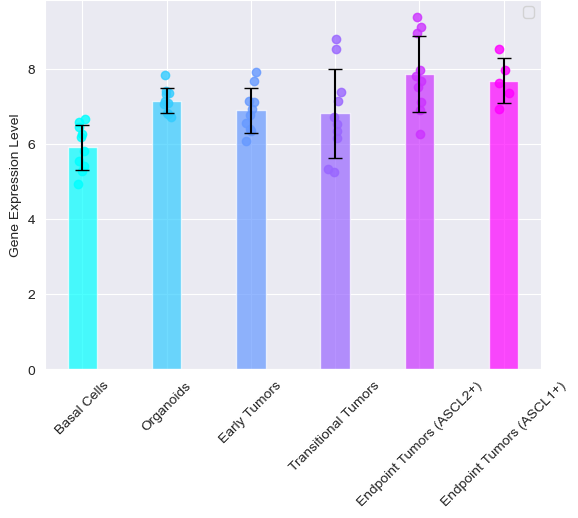 Gene Expression Level
8
6
4
2
0
Basal Cells
Organoids
Early Tumors
Transitional Tumors
Endpoint Tumors (ASCL2+)
Endpoint Tumors (ASCL1+)